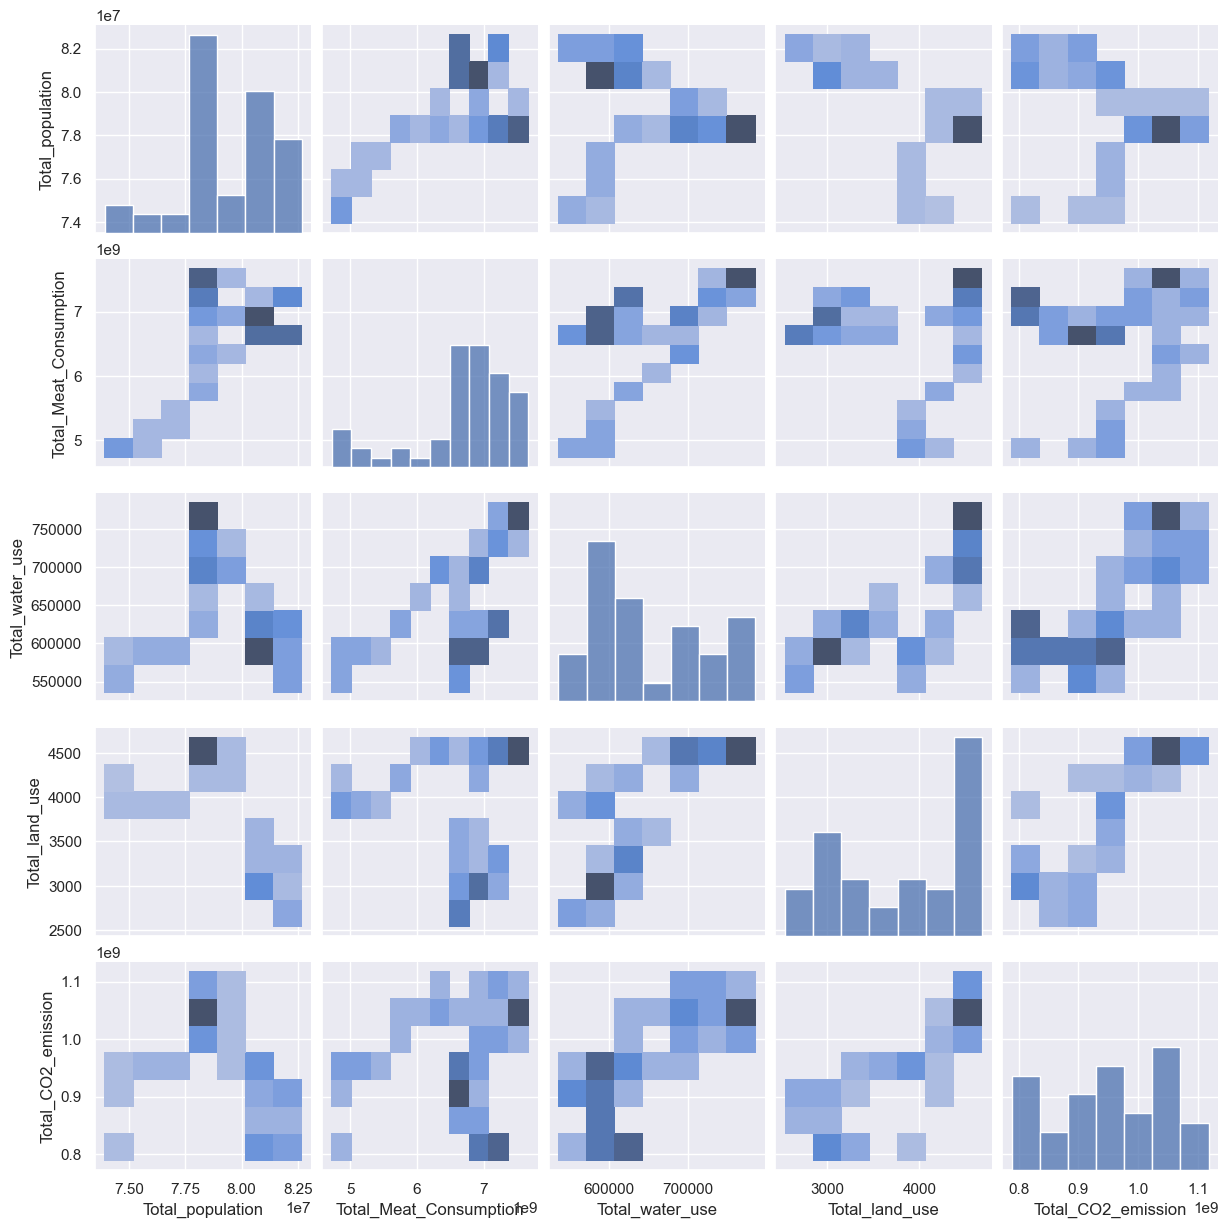 1e7
8.2
8.0
7.8
7.6
7.4
Total_population
1e9
7
6
5
Total_Meat_Consumption
750000
700000
650000
600000
550000
Total_water_use
4500
4000
3500
3000
2500
Total_land_use
1e9
1.1
1.0
0.9
0.8
Total_CO2_emission
7.50 7.75 8.00 8.25
1e7
Total_population
5 6 7
1e9
Total_Meat_Consumption
600000 700000
Total_water_use
3000 4000
Total_land_use
0.8 0.9 1.0 1.1
1e9
Total_CO2_emission